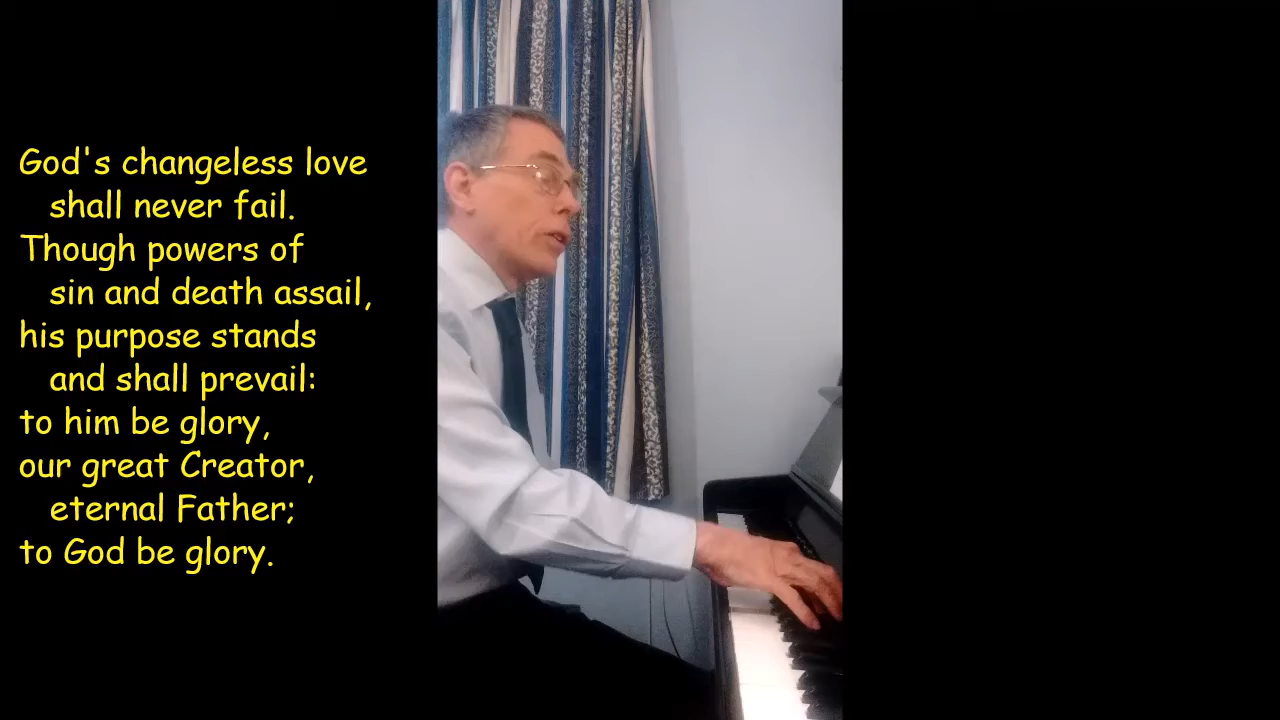 God's changeless love
shall never fail.
Though powers of
sin and death assail,
his purpose stands
and shall prevail:
to him be glory,
our great Creator,
eternal Father;
to God be glory.